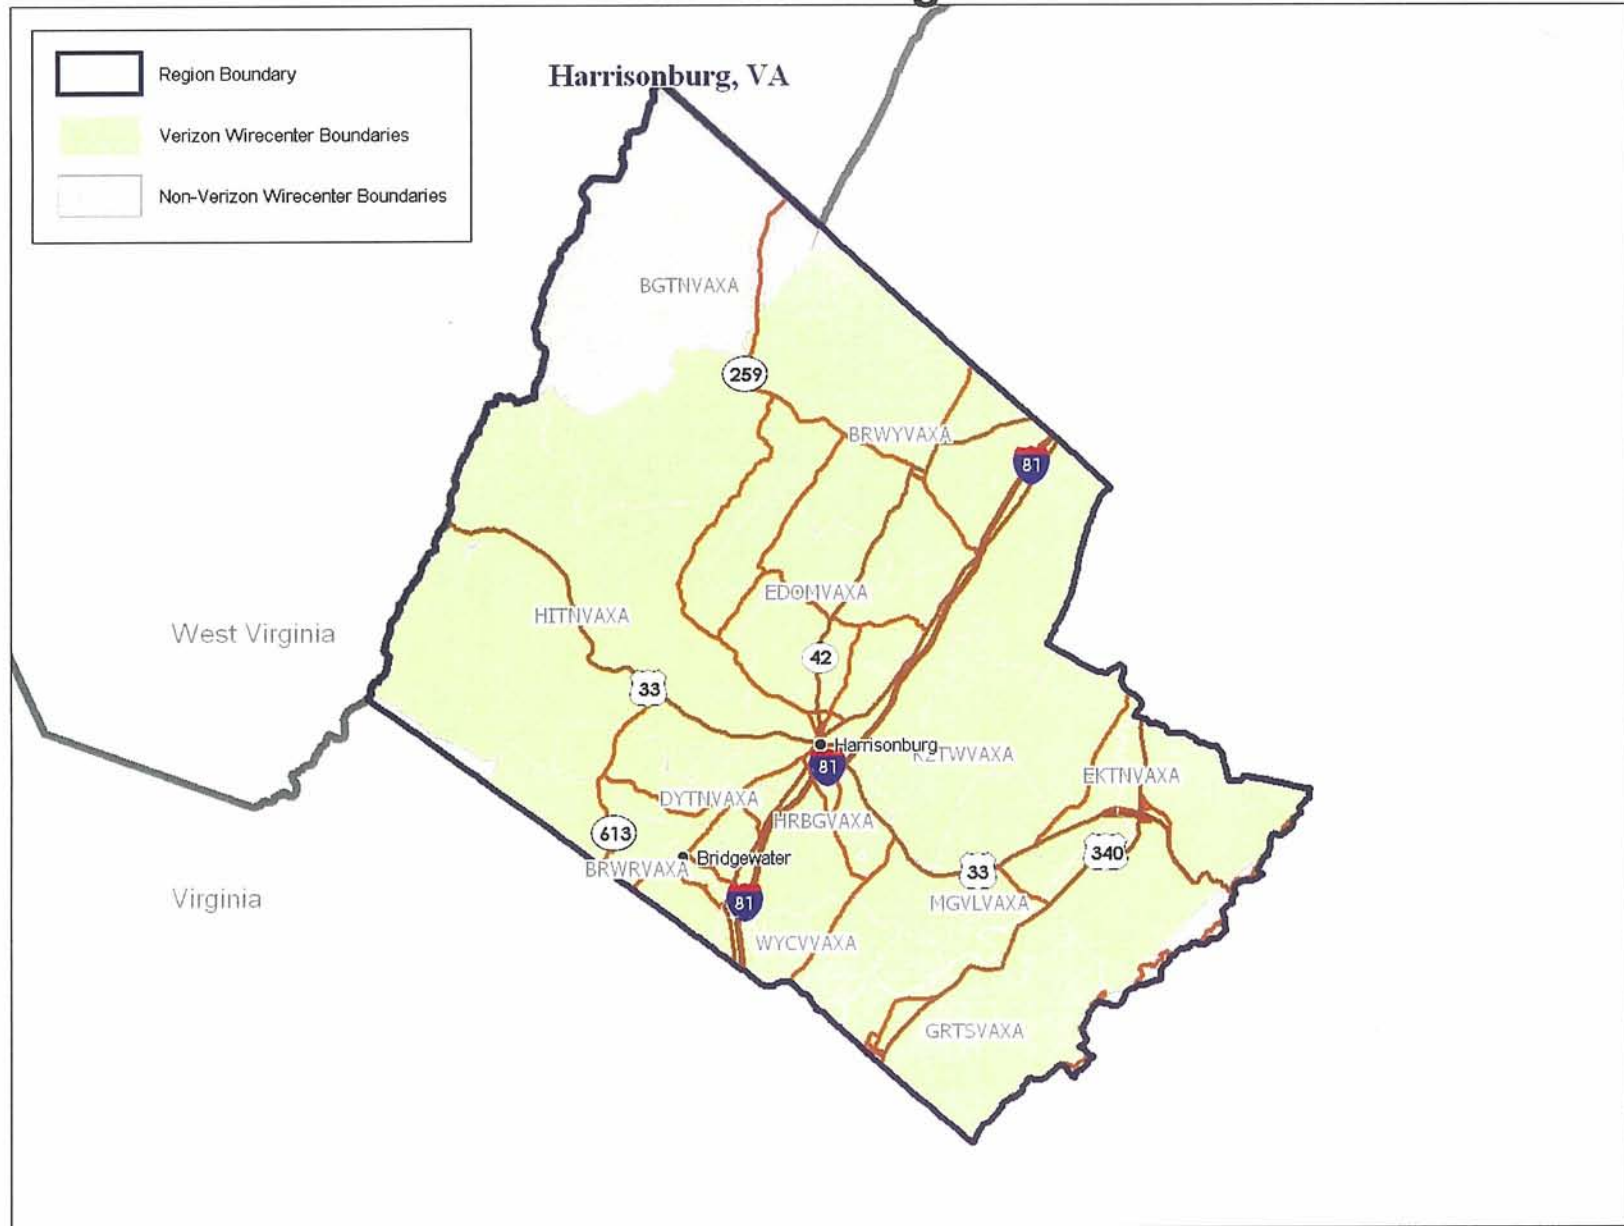 Harrisonburg, VA
Region Boundary
Verizon Wirecenter Boundaries
Non-Verizon Wirecenter Boundaries
BGTNVAXA
259
BRWYVAXA
81
EDOMVAXA
HITNVAXA
West Virginia
42
33
Harrisonburg
KZTWVAXA
81
EKTNVAXA
DYTNVAXA
HRBGVAXA
613
340
Bridgewater
BRWRVAXA
33
Virginia
81
MGVLVAXA
WYCVVAXA
GRTSVAXA